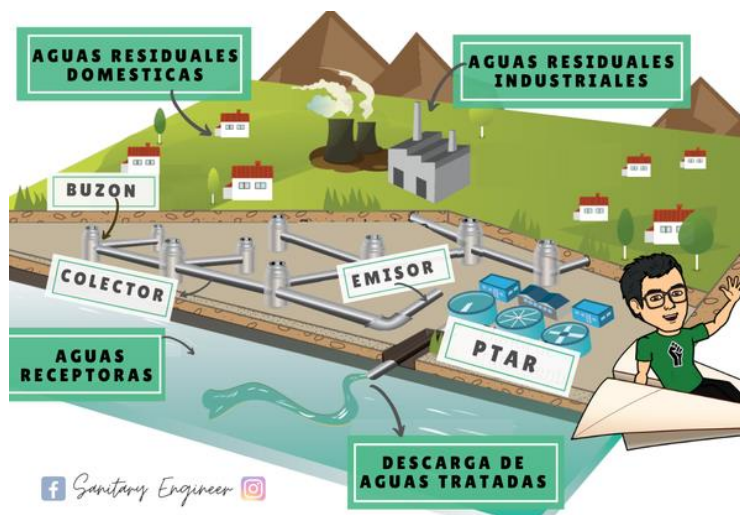 AGUAS RESIDUALES
DOMESTICAS
AGUAS RESIDUALES
INDUSTRIALES
BUZON
COLECTOR
EMISOR
PTAR
AGUAS
RECEPTORAS
DESCARGA DE
AGUAS TRATADAS
Sanitary Engineer